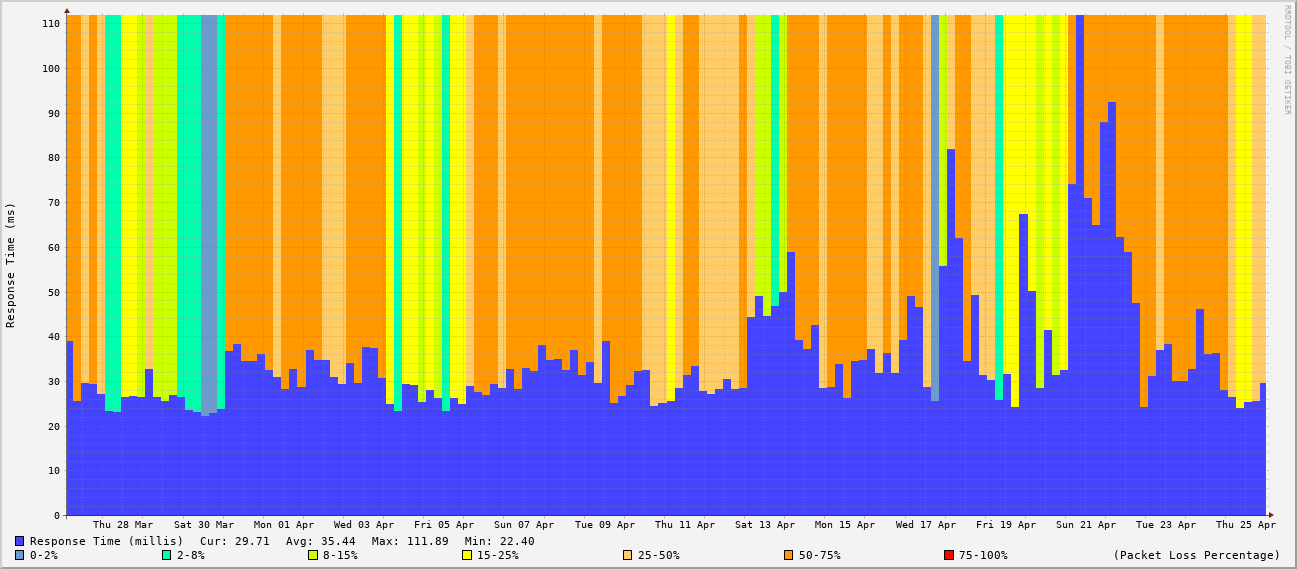 RRDTOOL / TOBI OETIKER
Response Time (ms)
110
100
90
80
70
60
50
40
30
20
10
0
Thu 28 Mar Sat 30 Mar Mon 01 Apr Wed 03 Apr Fri 05 Apr Sun 07 Apr Tue 09 Apr Thu 11 Apr Sat 13 Apr Mon 15 Apr Wed 17 Apr Fri 19 Apr Sun 21 Apr Tue 23 Apr Thu 25 Apr
Response Time (millis) Cur: 29.71 Avg: 35.44 Max: 111.89 Min: 22.40
0-2% 2-8% 8-15% 15-25% 25-50% 50-75% 75-100% (Packet Loss Percentage)